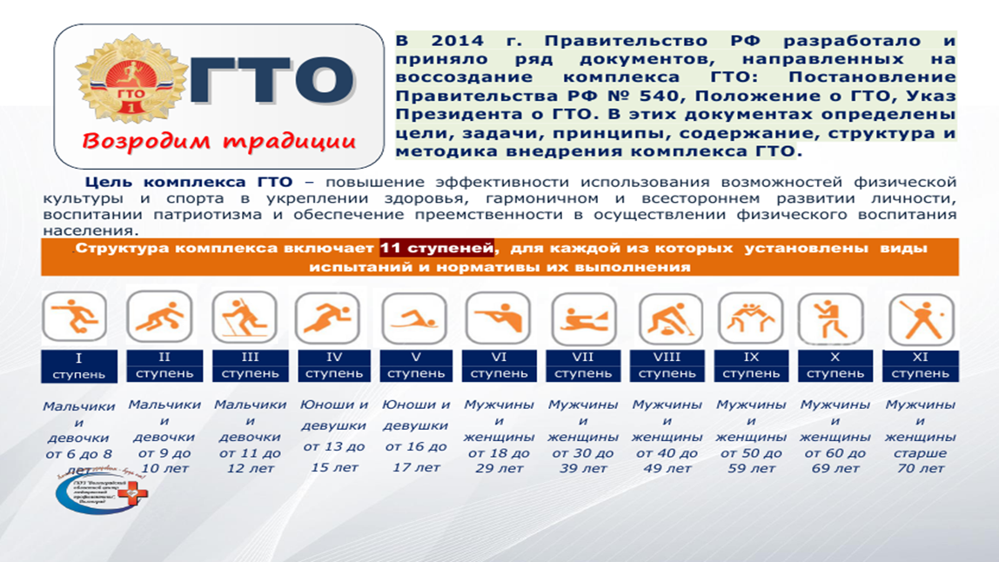 ГТО
1
ГТО
Возродим традиции
В 2014 г. Правительство РФ разработало и
приняло ряд документов, направленных на
воссоздание комплекса ГТО: Постановление
Правительства РФ № 540, Положение о ГТО, Указ
Президента о ГТО. В этих документах определены
цели, задачи, принципы, содержание, структура и
методика внедрения комплекса ГТО.
Цель комплекса ГТО – повышение эффективности использования возможностей физической
культуры и спорта в укреплении здоровья, гармоничном и всестороннем развитии личности,
воспитании патриотизма и обеспечение преемственности в осуществлении физического воспитания
населения.
Структура комплекса включает 11 ступеней, для каждой из которых установлены виды
испытаний и нормативы их выполнения
I
ступень
Мальчики
и
девочки
от 6 до 8
лет
II
ступень
Мальчики
и
девочки
от 9 до
10 лет
III
ступень
Мальчики
и
девочки
от 11 до
12 лет
IV
ступень
Юноши и
девушки
от 13 до
15 лет
V
ступень
Юноши и
девушки
от 16 до
17 лет
VI
ступень
Мужчины
и
женщины
от 18 до
29 лет
VII
ступень
Мужчины
и
женщины
от 30 до
39 лет
VIII
ступень
Мужчины
и
женщины
от 40 до
49 лет
IX
ступень
Мужчины
и
женщины
от 50 до
59 лет
X
ступень
Мужчины
и
женщины
от 60 до
69 лет
XI
ступень
Мужчины
и
женщины
старше
70 лет
областной центр
медицинской
профилактики",